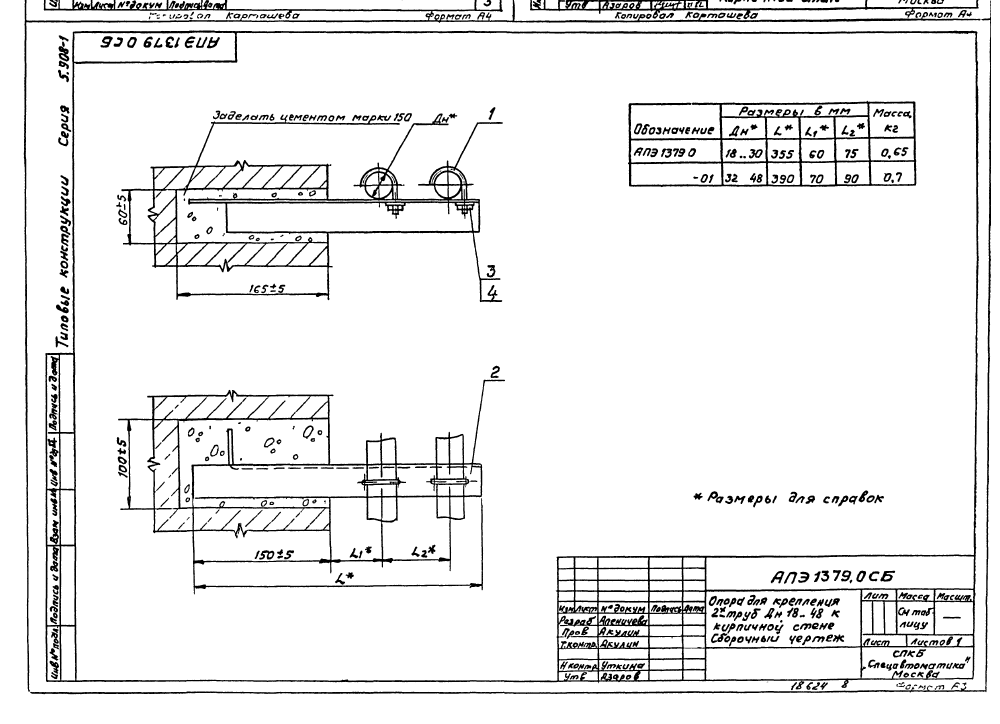 Изм Лист № докум Подпись Дата
3
Копировал Карташева
Формат А4
Утв Азаров
Москва
Копировал Карташева
Формат А4
АПЭ 1379 0СБ
Типовые конструкции Серия 5.908-1
Заделать цементом марки 150
Дн*
1
60±5
165±5
3
4
Размеры в мм
Масса, кг
Обозначение Дн* L* L1* L2*
АПЭ 1379 0 18..30 355 60 75 0,65
-01 32 48 390 70 90 0,7
2
100±5
150±5 L1* L2*
L*
* Размеры для справок
Инв № подл. Подпись и дата Взам инв № Инв № дубл. Подпись и дата
АПЭ 1379.0СБ
Опора для крепления
2х труб Дн 18..48 к
кирпичной стене
Сборочный чертеж
Лит Масса Масшт.
См таб
лицу
—
Лист Листов 1
СПКБ
„Спецавтоматика"
Москва
Изм Лист № докум Подпись Дата
Разраб Аленичева
Пров Акулин
Т.контр Акулин
Н контр Уткина
Утв Азаров
18624 8
Формат А3